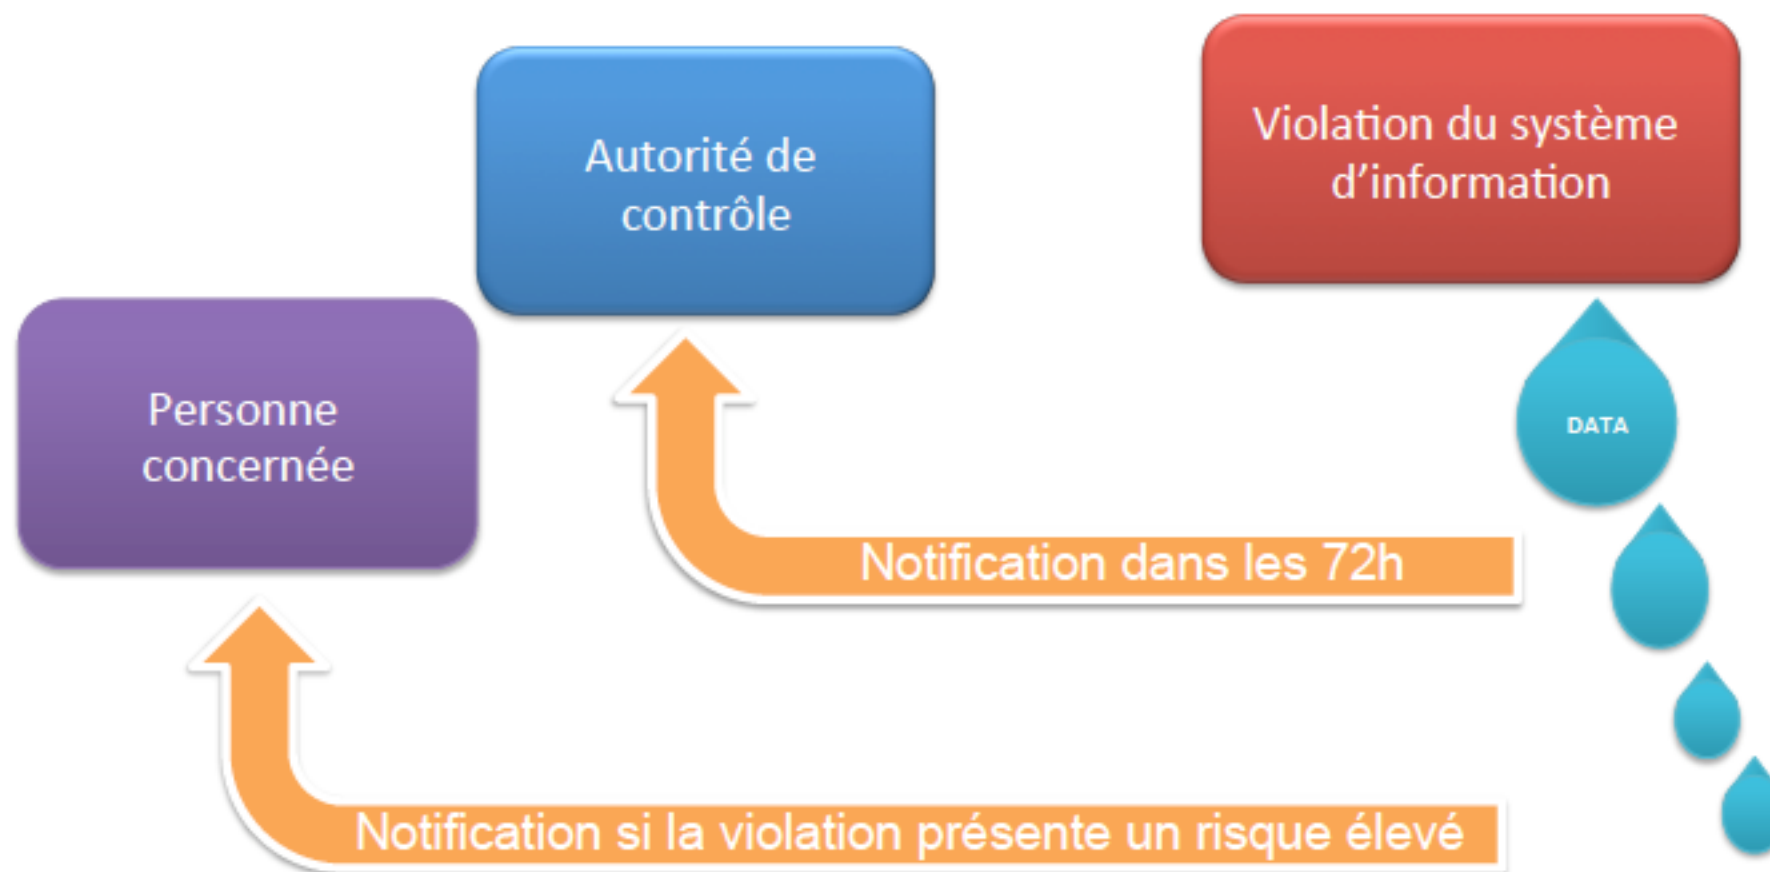 Violation du système
d’information
Autorité de
contrôle
Personne
concernée
DATA
Notification dans les 72h
Notification si la violation présente un risque élevé